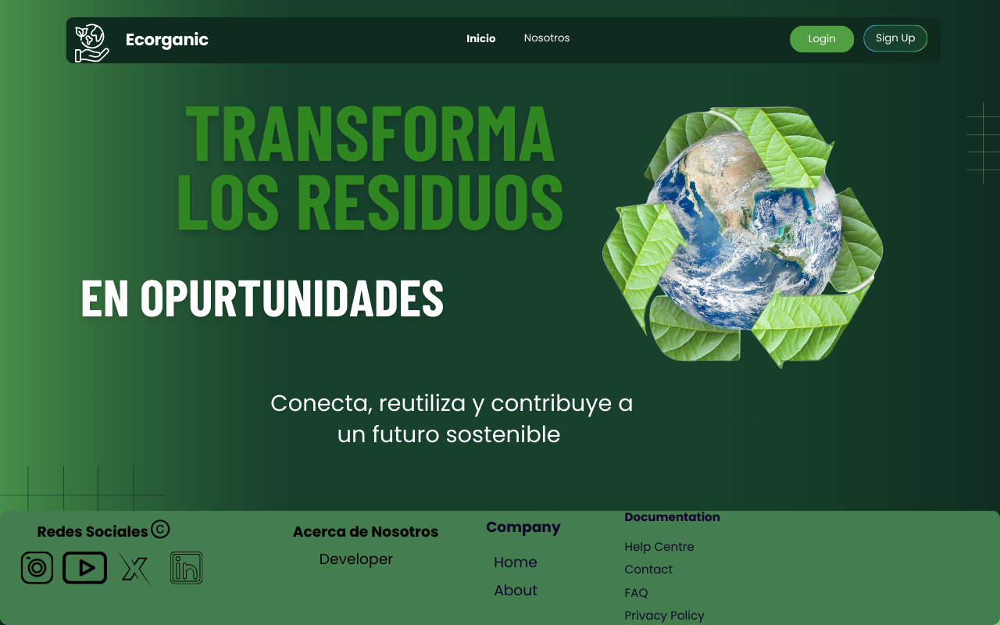 Ecorganic
Inicio
Nosotros
Login
Sign Up
TRANSFORMA
LOS RESIDUOS
EN OPURTUNIDADES
Conecta, reutiliza y contribuye a
un futuro sostenible
Redes Sociales ©
Acerca de Nosotros
Developer
Company
Home
About
Documentation
Help Centre
Contact
FAQ
Privacy Policy